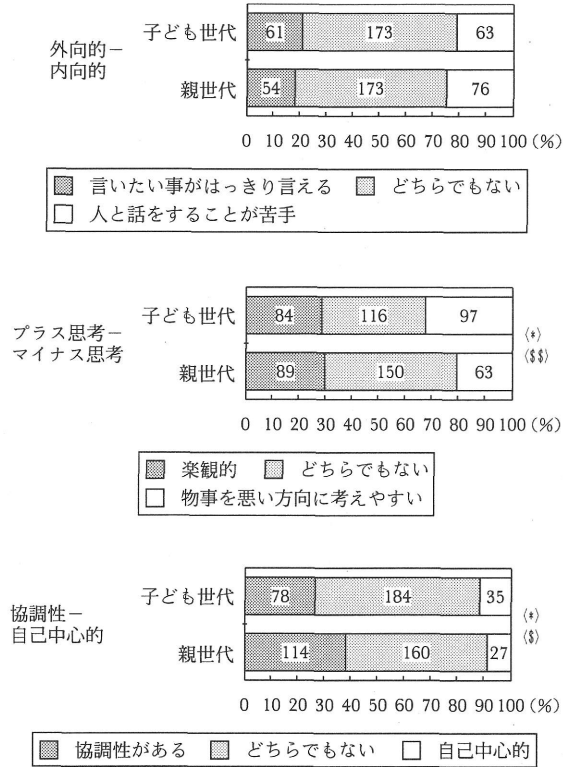 外向的－
内向的
子ども世代
61 173 63
親世代
54 173 76
0 10 20 30 40 50 60 70 80 90 100 (%)
言いたい事がはっきり言える どちらでもない
人と話をすることが苦手
プラス思考－
マイナス思考
子ども世代
84 116 97
親世代
89 150 63
〈*〉
〈$$〉
0 10 20 30 40 50 60 70 80 90 100 (%)
楽観的 どちらでもない
物事を悪い方向に考えやすい
協調性－
自己中心的
子ども世代
78 184 35
親世代
114 160 27
〈*〉
〈$〉
0 10 20 30 40 50 60 70 80 90 100 (%)
協調性がある どちらでもない 自己中心的